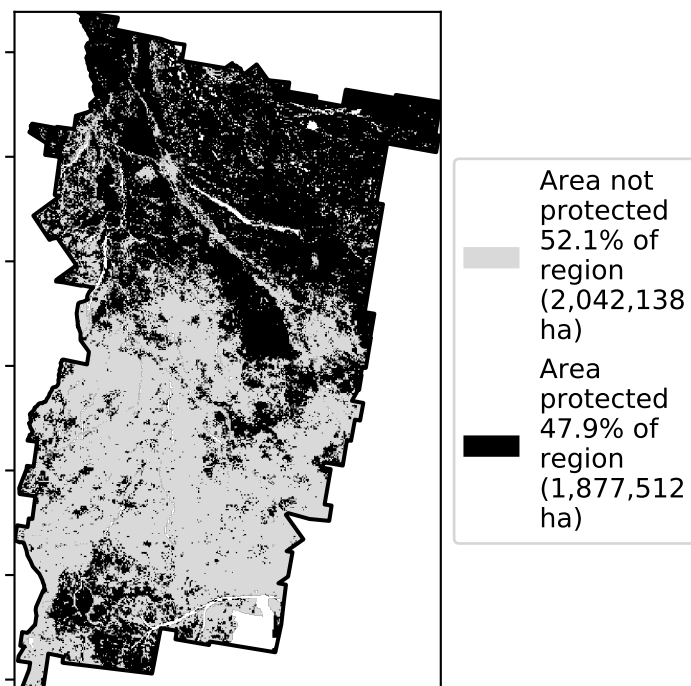 Area not
protected
52.1% of
region
(2,042,138
ha)
Area
protected
47.9% of
region
(1,877,512
ha)